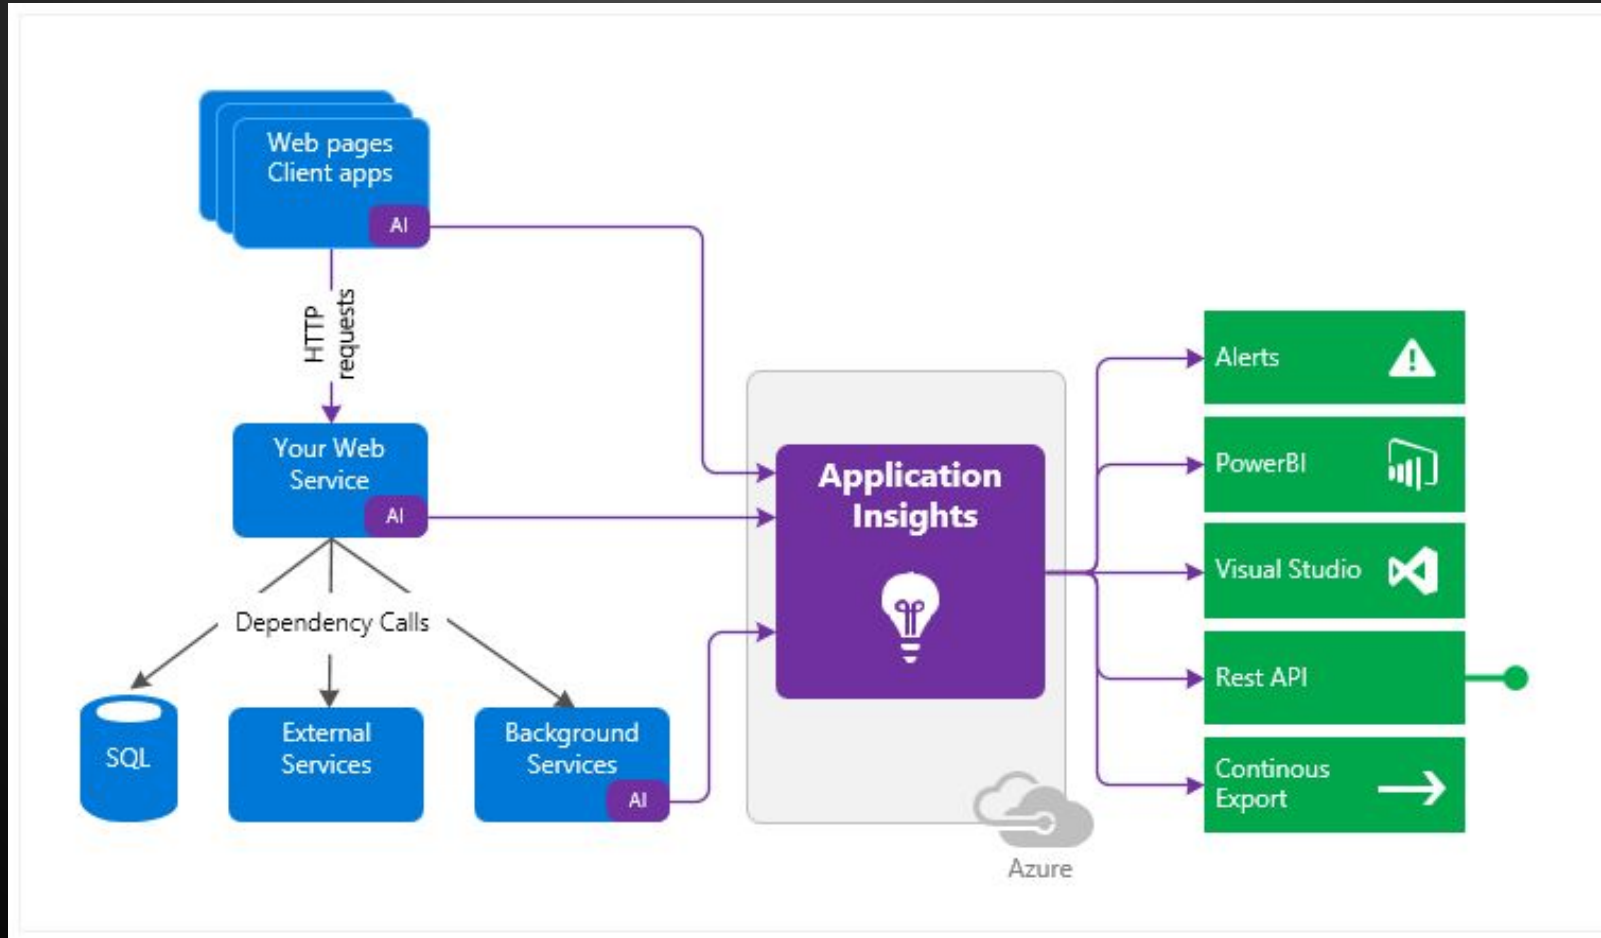 Web pages
Client apps
AI
HTTP
requests
Your Web
Service
AI
Dependency Calls
SQL
External
Services
Background
Services
AI
Application
Insights
Azure
Alerts
PowerBI
Visual Studio
Rest API
Continous
Export